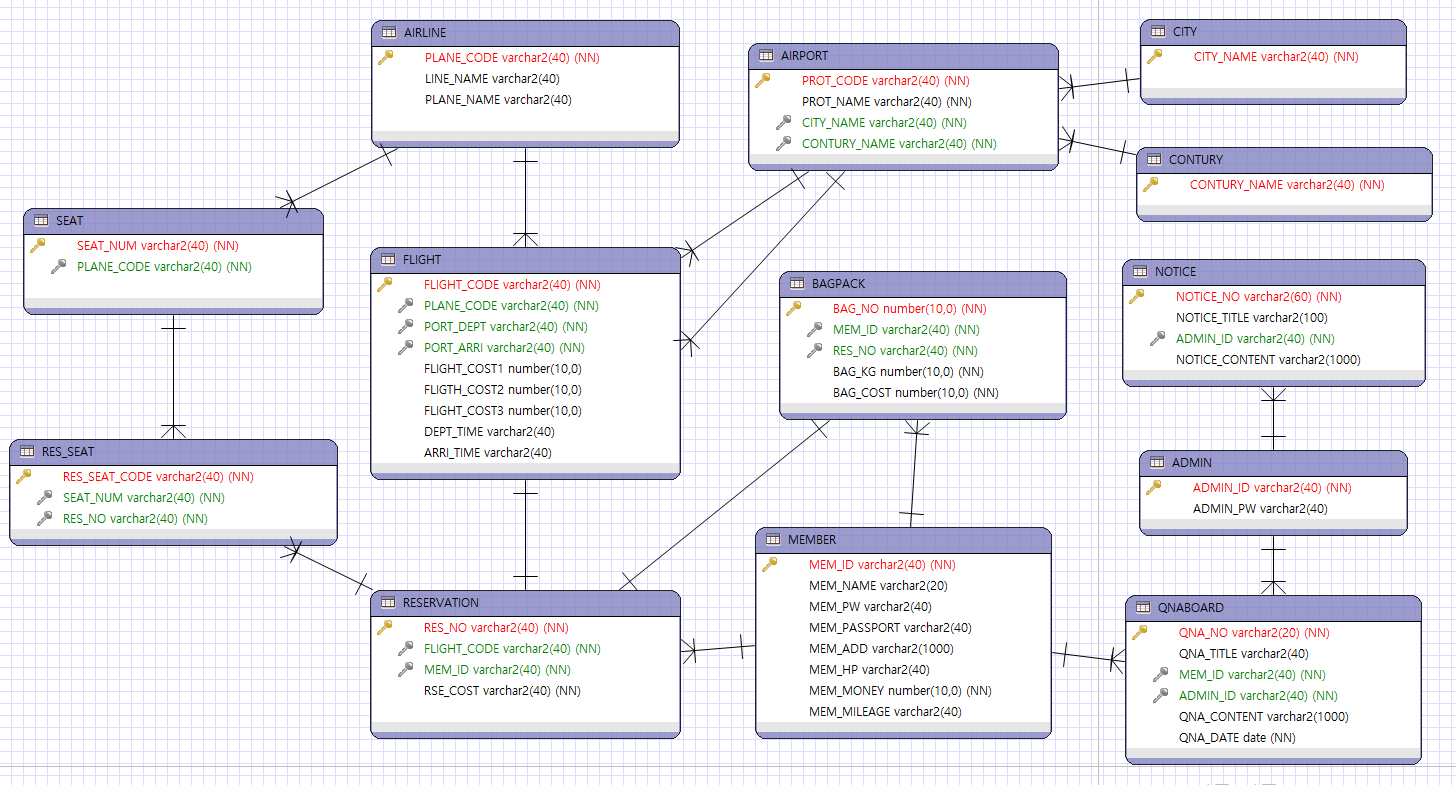 AIRLINE
PLANE_CODE varchar2(40) (NN)
LINE_NAME varchar2(40)
PLANE_NAME varchar2(40)
AIRPORT
PROT_CODE varchar2(40) (NN)
PROT_NAME varchar2(40) (NN)
CITY_NAME varchar2(40) (NN)
CONTURY_NAME varchar2(40) (NN)
CITY
CITY_NAME varchar2(40) (NN)
CONTURY
CONTURY_NAME varchar2(40) (NN)
SEAT
SEAT_NUM varchar2(40) (NN)
PLANE_CODE varchar2(40) (NN)
FLIGHT
FLIGHT_CODE varchar2(40) (NN)
PLANE_CODE varchar2(40) (NN)
PORT_DEPT varchar2(40) (NN)
PORT_ARRI varchar2(40) (NN)
FLIGHT_COST1 number(10,0)
FLIGTH_COST2 number(10,0)
FLIGHT_COST3 number(10,0)
DEPT_TIME varchar2(40)
ARRI_TIME varchar2(40)
BAGPACK
BAG_NO number(10,0) (NN)
MEM_ID varchar2(40) (NN)
RES_NO varchar2(40) (NN)
BAG_KG number(10,0) (NN)
BAG_COST number(10,0) (NN)
NOTICE
NOTICE_NO varchar2(60) (NN)
NOTICE_TITLE varchar2(100)
ADMIN_ID varchar2(40) (NN)
NOTICE_CONTENT varchar2(1000)
RES_SEAT
RES_SEAT_CODE varchar2(40) (NN)
SEAT_NUM varchar2(40) (NN)
RES_NO varchar2(40) (NN)
ADMIN
ADMIN_ID varchar2(40) (NN)
ADMIN_PW varchar2(40)
RESERVATION
RES_NO varchar2(40) (NN)
FLIGHT_CODE varchar2(40) (NN)
MEM_ID varchar2(40) (NN)
RSE_COST varchar2(40) (NN)
MEMBER
MEM_ID varchar2(40) (NN)
MEM_NAME varchar2(20)
MEM_PW varchar2(40)
MEM_PASSPORT varchar2(40)
MEM_ADD varchar2(1000)
MEM_HP varchar2(40)
MEM_MONEY number(10,0) (NN)
MEM_MILEAGE varchar2(40)
QNABOARD
QNA_NO varchar2(20) (NN)
QNA_TITLE varchar2(40)
MEM_ID varchar2(40) (NN)
ADMIN_ID varchar2(40) (NN)
QNA_CONTENT varchar2(1000)
QNA_DATE date (NN)